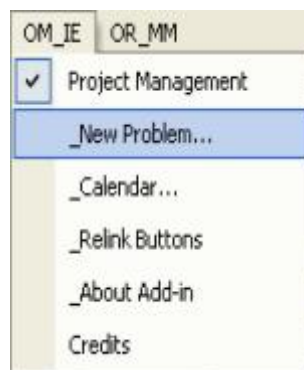 OM_IE OR_MM
Project Management
_New Problem...
_Calendar...
_Relink Buttons
_About Add-in
Credits